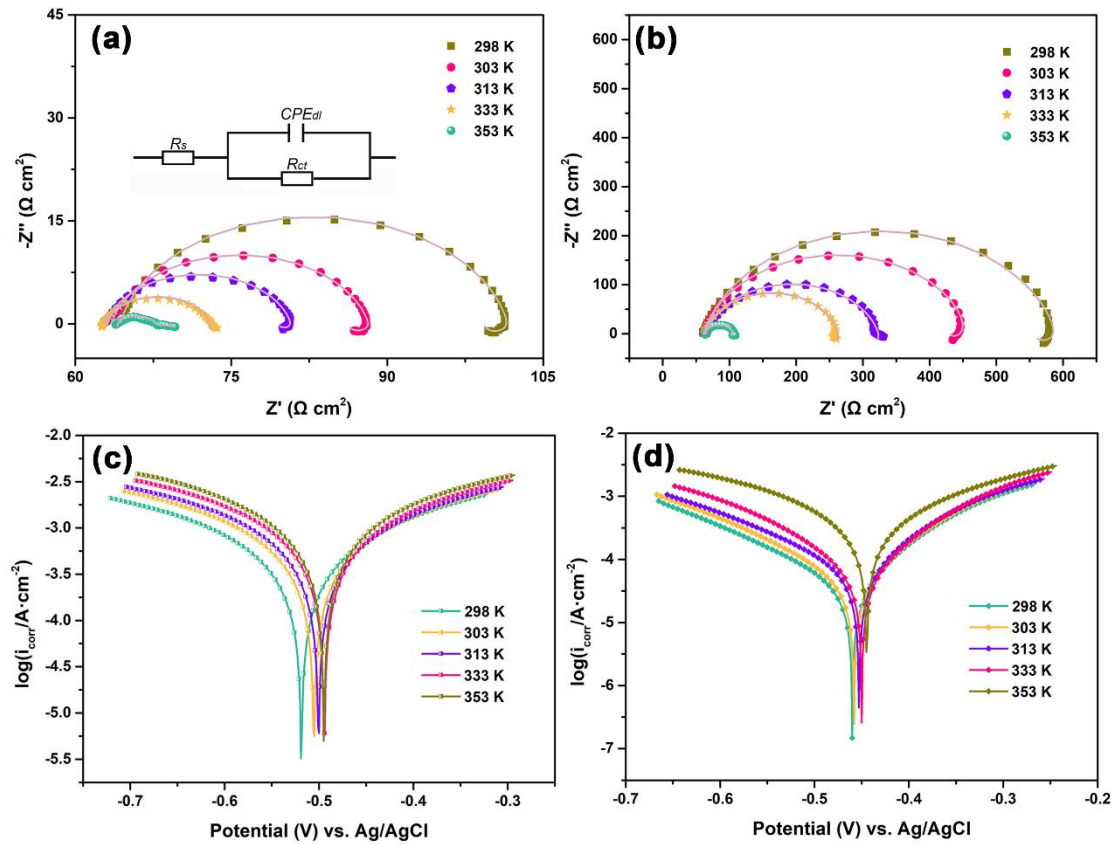 (a)
45
30
15
0
-Z'' (Ω cm²)
298 K
303 K
313 K
333 K
353 K
Rs
CPEdl
Rct
60 75 90 105
Z' (Ω cm²)
(b)
600
500
400
300
200
100
0
-Z'' (Ω cm²)
298 K
303 K
313 K
333 K
353 K
0 100 200 300 400 500 600
Z' (Ω cm²)
(c)
-2.0
-2.5
-3.0
-3.5
-4.0
-4.5
-5.0
-5.5
log(icorr/A·cm⁻²)
298 K
303 K
313 K
333 K
353 K
-0.7 -0.6 -0.5 -0.4 -0.3
Potential (V) vs. Ag/AgCl
(d)
-2
-3
-4
-5
-6
-7
log(icorr/A·cm⁻²)
298 K
303 K
313 K
333 K
353 K
-0.7 -0.6 -0.5 -0.4 -0.3 -0.2
Potential (V) vs. Ag/AgCl